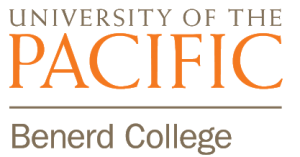 UNIVERSITY OF THE
PACIFIC
Benerd College